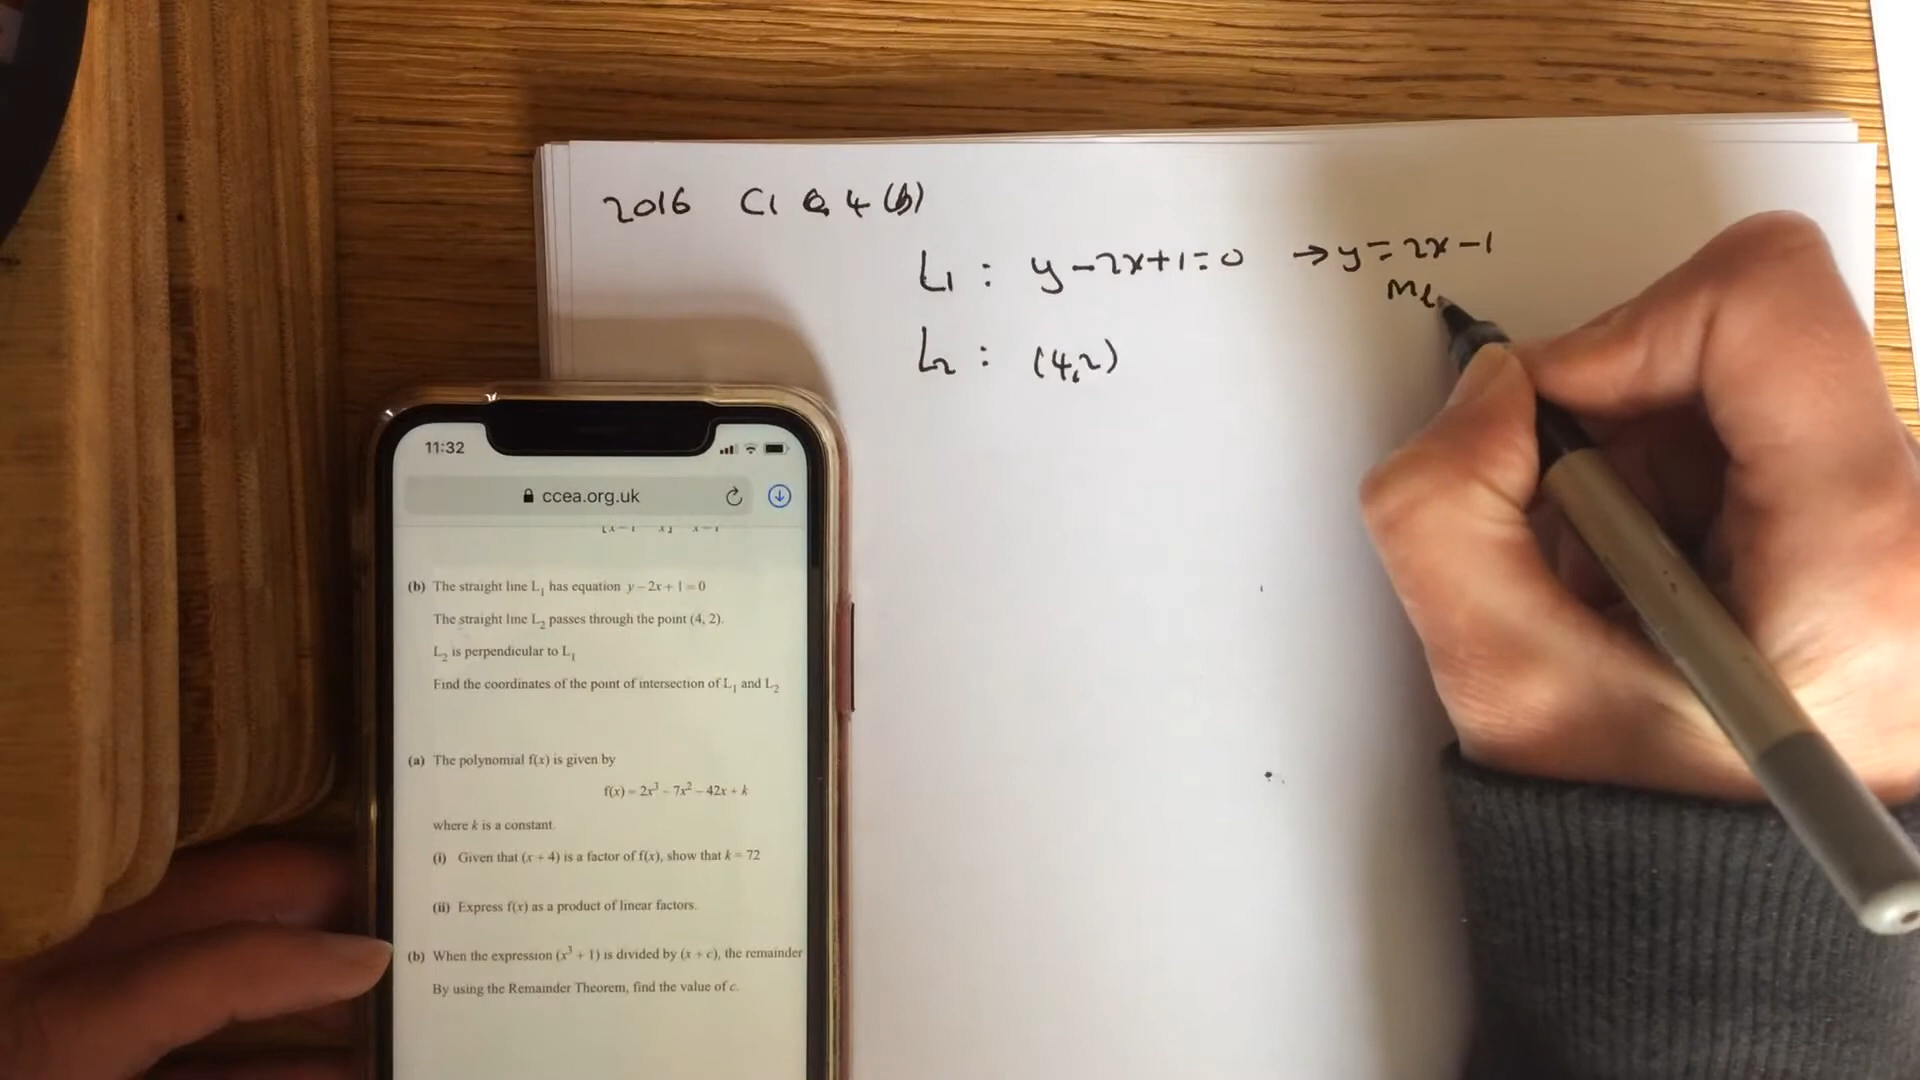 2016 C1 Q4(b)
L1 : y-2x+1=0 → y=2x-1
mL
L2 : (4,2)
11:32
ccea.org.uk
(b) The straight line L₁ has equation y – 2x + 1 = 0
The straight line L₂ passes through the point (4, 2).
L₂ is perpendicular to L₁
Find the coordinates of the point of intersection of L₁ and L₂
(a) The polynomial f(x) is given by
f(x) = 2x³ – 7x² – 42x + k
where k is a constant.
(i) Given that (x + 4) is a factor of f(x), show that k = 72
(ii) Express f(x) as a product of linear factors.
(b) When the expression (x³ + 1) is divided by (x + c), the remainder
By using the Remainder Theorem, find the value of c.